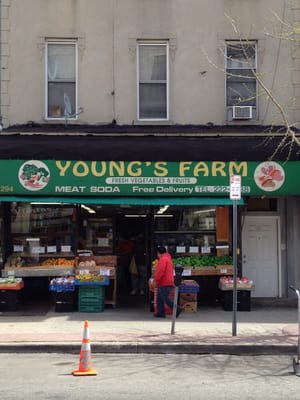 YOUNG'S FARM
FRESH VEGETABLES & FRUITS
294
MEAT SODA Free Delivery TEL.